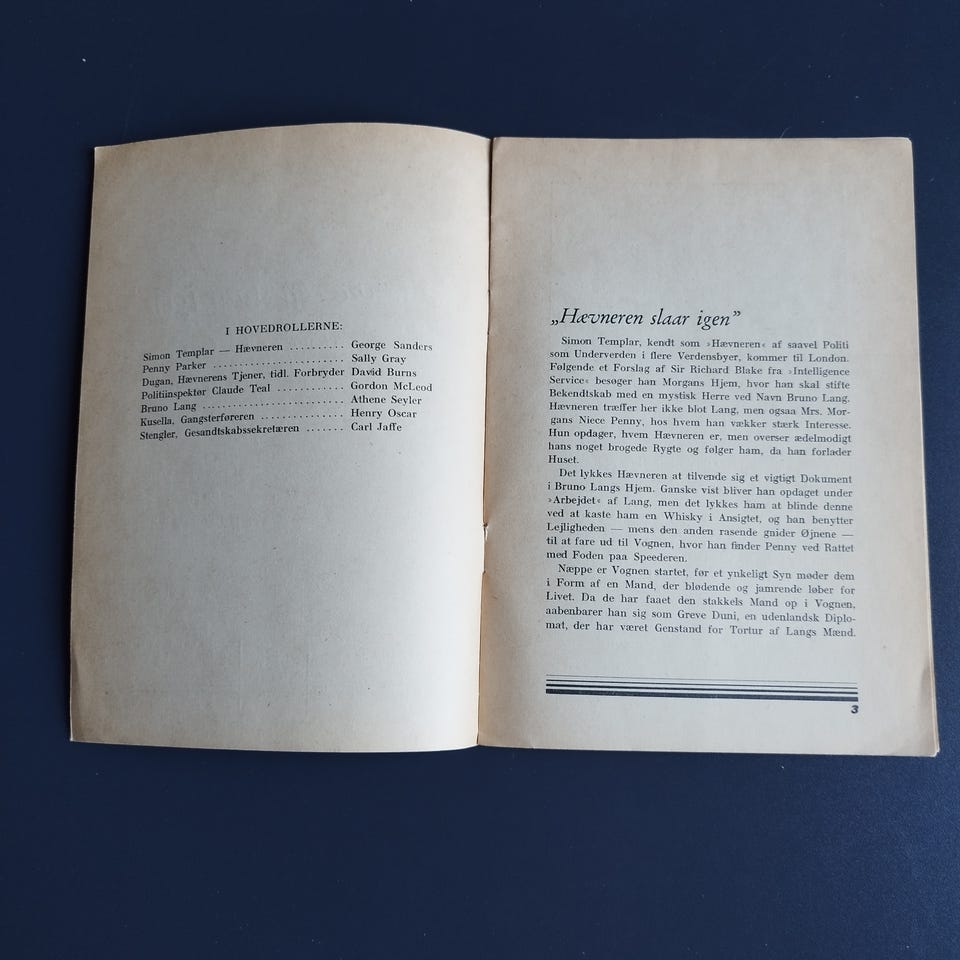 I HOVEDROLLERNE:
Simon Templar — Hævneren ......... George Sanders
Penny Parker ..................... Sally Gray
Dugan, Hævnerens Tjener, tidl. Forbryder David Burns
Politiinspektør Claude Teal ............ Gordon McLeod
Bruno Lang ....................... Athene Seyler
Kusella, Gangsterføreren ............. Henry Oscar
Stengler, Gesandtskabssekretæren ....... Carl Jaffe
„Hævneren slaar igen”
Simon Templar, kendt som »Hævneren« af saavel Politi
som Underverden i flere Verdensbyer, kommer til London.
Følgende et Forslag af Sir Richard Blake fra »Intelligence
Service« besøger han Morgans Hjem, hvor han skal stifte
Bekendtskab med en mystisk Herre ved Navn Bruno Lang.
Hævneren træffer her ikke blot Lang, men ogsaa Mrs. Mor-
gans Niece Penny, hos hvem han vækker stærk Interesse.
Hun opdager, hvem Hævneren er, men overser ædelmodigt
hans noget brogede Rygte og følger ham, da han forlader
Huset.
Det lykkes Hævneren at tilvende sig et vigtigt Dokument
i Bruno Langs Hjem. Ganske vist bliver han opdaget under
»Arbejdet« af Lang, men det lykkes ham at blinde denne
ved at kaste ham en Whisky i Ansigtet, og han benytter
Lejligheden — mens den anden rasende gnider Øjnene —
til at fare ud til Vognen, hvor han finder Penny ved Rattet
med Foden paa Speederen.
Næppe er Vognen startet, før et ynkeligt Syn møder dem
i Form af en Mand, der blødende og jamrende løber for
Livet. Da de har faaet den stakkels Mand op i Vognen,
aabenbarer han sig som Greve Duni, en udenlandsk Diplo-
mat, der har været Genstand for Tortur af Langs Mænd.
3